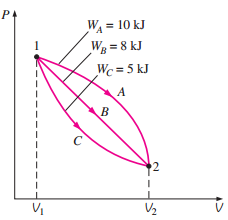 P
W_A = 10 kJ
1
W_B = 8 kJ
W_C = 5 kJ
A
B
C
2
V_1
V_2
V